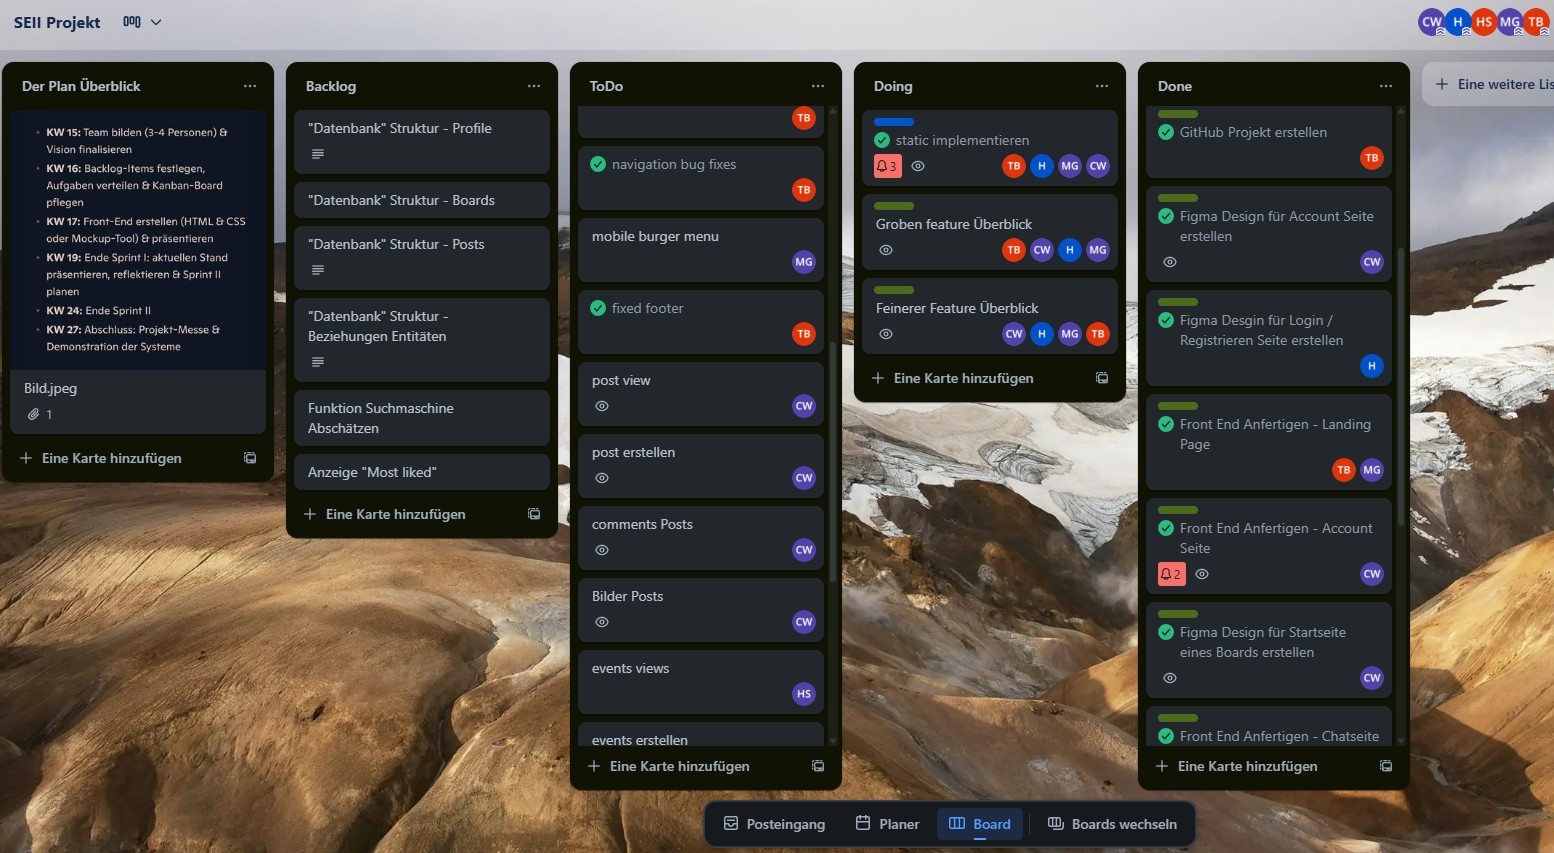 SEII Projekt
CW
H
HS
MG
TB
Der Plan Überblick
KW 15: Team bilden (3-4 Personen) &
Vision finalisieren
KW 16: Backlog-Items festlegen,
Aufgaben verteilen & Kanban-Board
pflegen
KW 17: Front-End erstellen (HTML & CSS
oder Mockup-Tool) & präsentieren
KW 19: Ende Sprint I: aktuellen Stand
präsentieren, reflektieren & Sprint II
planen
KW 24: Ende Sprint II
KW 27: Abschluss: Projekt-Messe &
Demonstration der Systeme
Bild.jpeg
1
Eine Karte hinzufügen
Backlog
"Datenbank" Struktur - Profile
"Datenbank" Struktur - Boards
"Datenbank" Struktur - Posts
"Datenbank" Struktur -
Beziehungen Entitäten
Funktion Suchmaschine
Abschätzen
Anzeige "Most liked"
Eine Karte hinzufügen
ToDo
TB
navigation bug fixes
TB
mobile burger menu
MG
fixed footer
TB
post view
CW
post erstellen
CW
comments Posts
CW
Bilder Posts
CW
events views
HS
events erstellen
Eine Karte hinzufügen
Doing
static implementieren
3
TB
H
MG
CW
Groben feature Überblick
TB
CW
H
MG
Feinerer Feature Überblick
CW
H
MG
TB
Eine Karte hinzufügen
Done
GitHub Projekt erstellen
TB
Figma Design für Account Seite
erstellen
CW
Figma Desgin für Login /
Registrieren Seite erstellen
H
Front End Anfertigen - Landing
Page
TB
MG
Front End Anfertigen - Account
Seite
2
CW
Figma Design für Startseite
eines Boards erstellen
CW
Front End Anfertigen - Chatseite
Eine Karte hinzufügen
Eine weitere Lis
Posteingang
Planer
Board
Boards wechseln